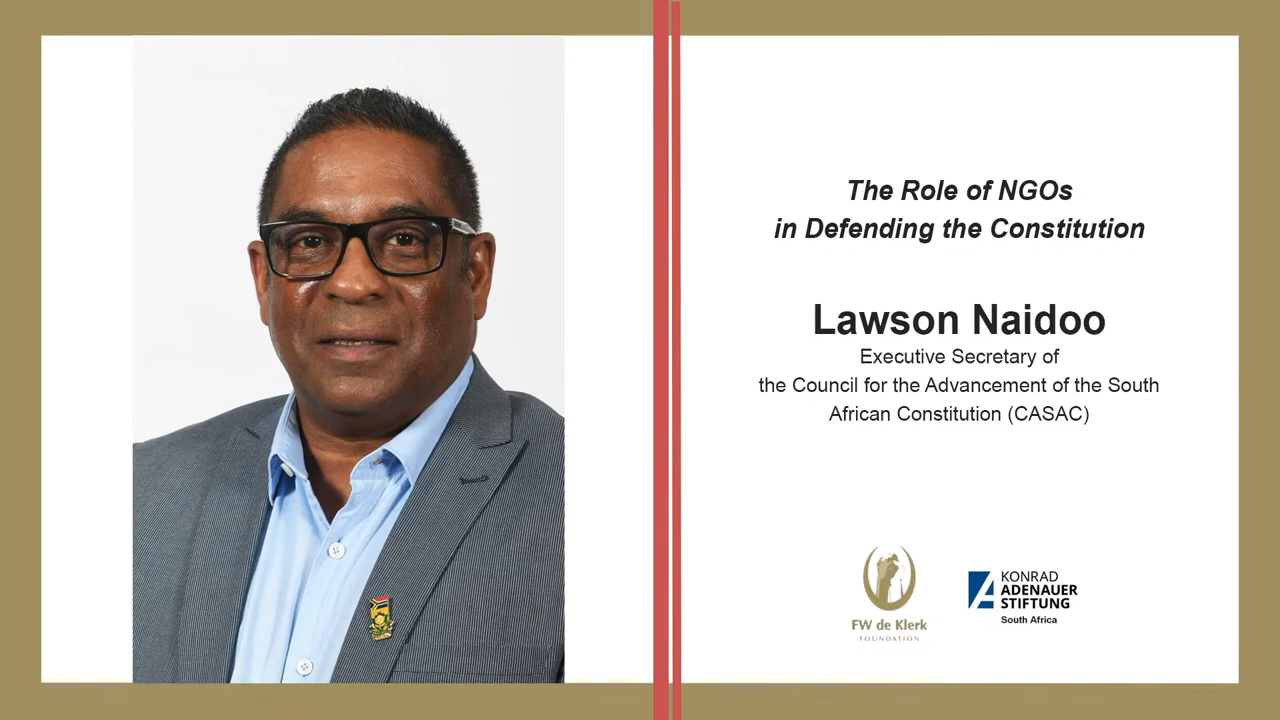 The Role of NGOs
in Defending the Constitution
Lawson Naidoo
Executive Secretary of
the Council for the Advancement of the South
African Constitution (CASAC)
FW de Klerk
FOUNDATION
KONRAD
ADENAUER
STIFTUNG
South Africa